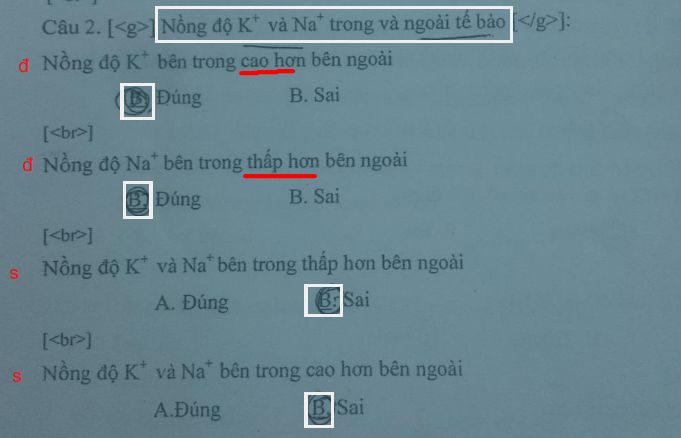 Câu 2. [<g>] Nồng độ K⁺ và Na⁺ trong và ngoài tế bào [</g>]:
đ Nồng độ K⁺ bên trong cao hơn bên ngoài
B. Đúng B. Sai
[<br>]
đ Nồng độ Na⁺ bên trong thấp hơn bên ngoài
B. Đúng B. Sai
[<br>]
s Nồng độ K⁺ và Na⁺ bên trong thấp hơn bên ngoài
A. Đúng B. Sai
[<br>]
s Nồng độ K⁺ và Na⁺ bên trong cao hơn bên ngoài
A.Đúng B. Sai